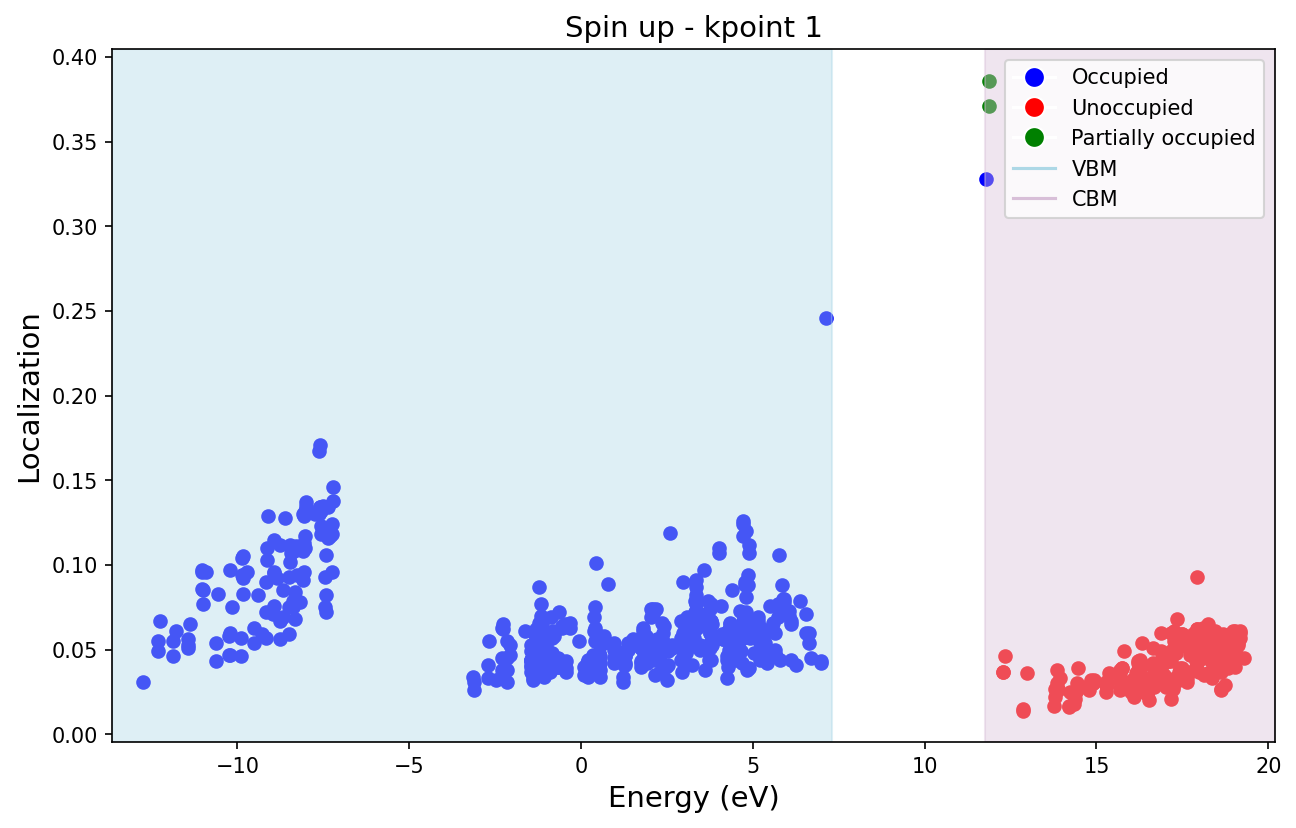 Spin up - kpoint 1
0.40
0.35
0.30
0.25
0.20
0.15
0.10
0.05
0.00
Localization
Occupied
Unoccupied
Partially occupied
VBM
CBM
−10
−5
0
5
10
15
20
Energy (eV)